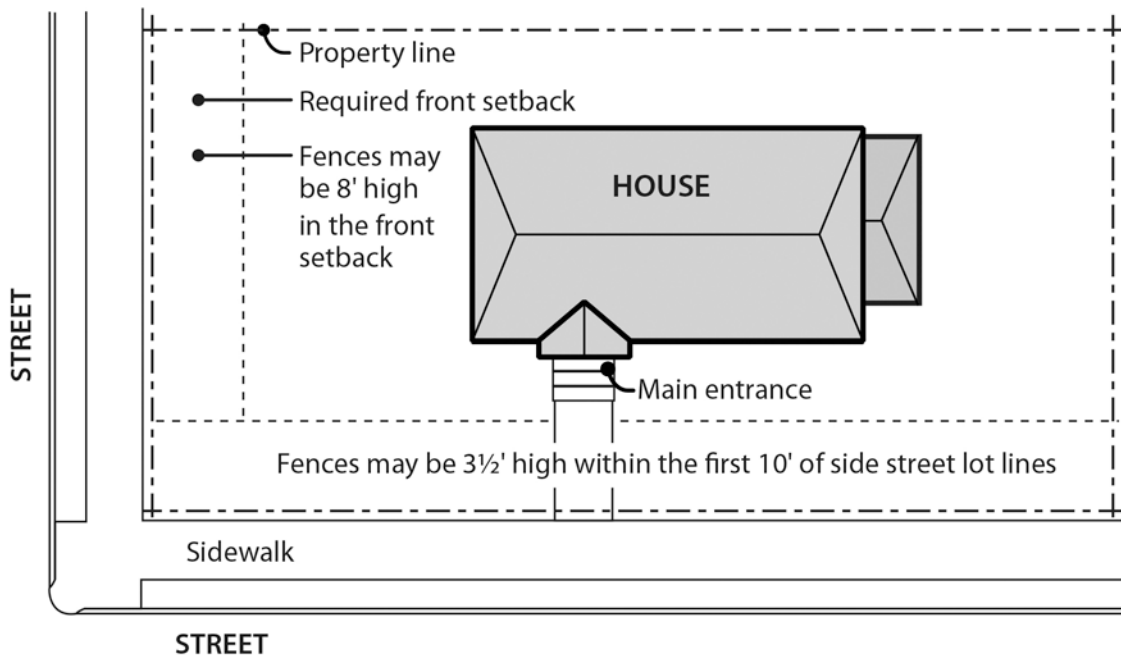 Property line
Required front setback
Fences may
be 8' high
in the front
setback
HOUSE
STREET
Main entrance
Fences may be 3½' high within the first 10' of side street lot lines
Sidewalk
STREET